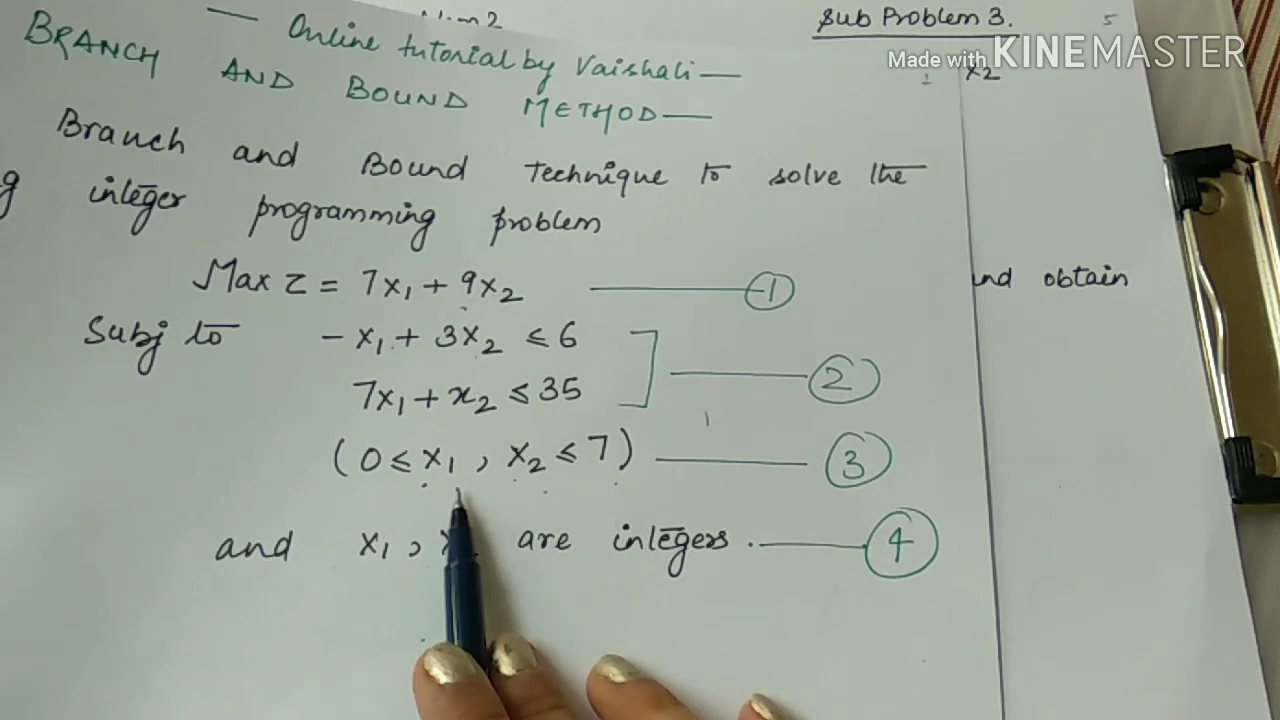 Sub Problem 3.
5
Made with KINEMASTER
x2
— Online tutorial by Vaishali —
BRANCH AND BOUND METHOD —
Branch and Bound technique to solve the
g integer programming problem
Max Z = 7x₁ + 9x₂ ——— 1
Subj to - x₁ + 3x₂ ≤ 6
7x₁ + x₂ ≤ 35 ——— 2
(0 ≤ x₁, x₂ ≤ 7) ——— 3
and x₁, are integers. ——— 4
nd obtain